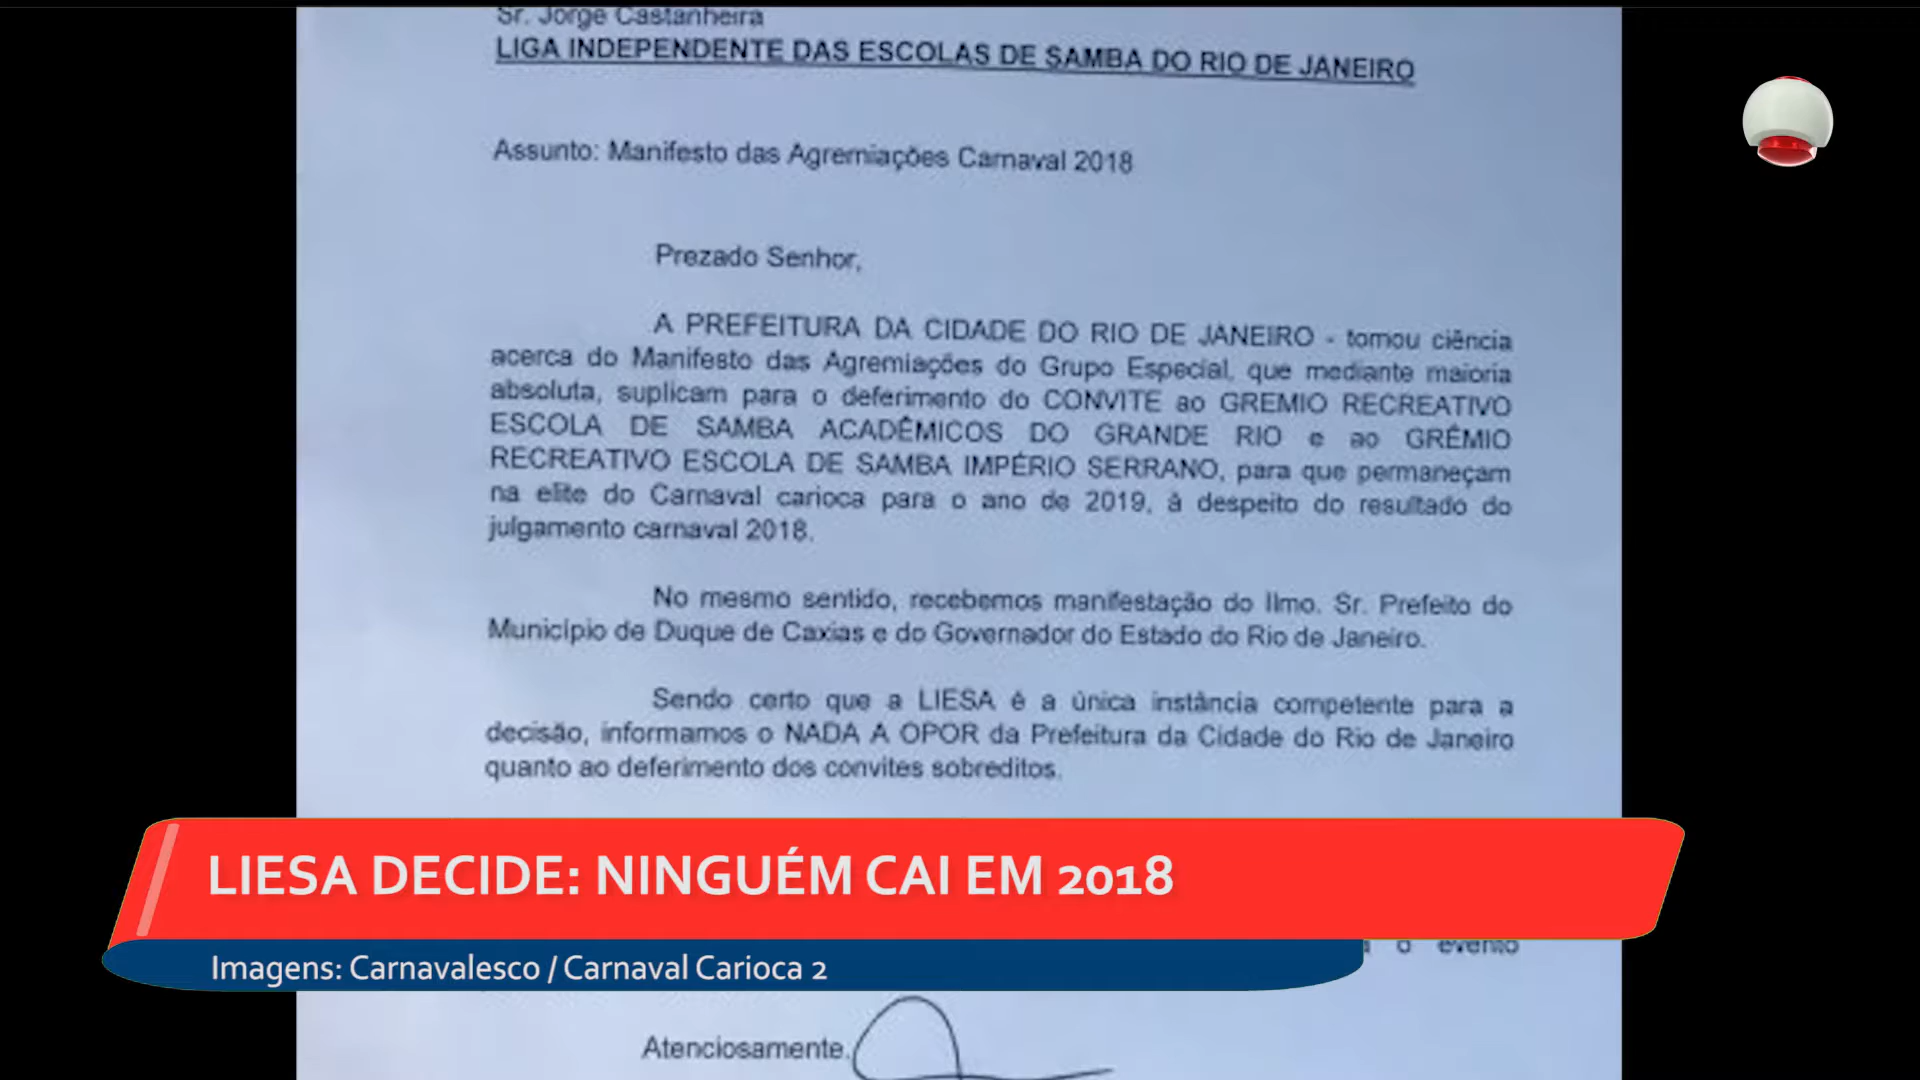 Sr. Jorge Castanheira
LIGA INDEPENDENTE DAS ESCOLAS DE SAMBA DO RIO DE JANEIRO
Assunto: Manifesto das Agremiações Carnaval 2018
Prezado Senhor,
A PREFEITURA DA CIDADE DO RIO DE JANEIRO - tomou ciência
acerca do Manifesto das Agremiações do Grupo Especial, que mediante maioria
absoluta, suplicam para o deferimento do CONVITE ao GREMIO RECREATIVO
ESCOLA DE SAMBA ACADÊMICOS DO GRANDE RIO e ao GRÊMIO
RECREATIVO ESCOLA DE SAMBA IMPÉRIO SERRANO, para que permaneçam
na elite do Carnaval carioca para o ano de 2019, à despeito do resultado do
julgamento carnaval 2018.
No mesmo sentido, recebemos manifestação do Ilmo. Sr. Prefeito do
Município de Duque de Caxias e do Governador do Estado do Rio de Janeiro.
Sendo certo que a LIESA é a única instância competente para a
decisão, informamos o NADA A OPOR da Prefeitura da Cidade do Rio de Janeiro
quanto ao deferimento dos convites sobreditos.
LIESA DECIDE: NINGUÉM CAI EM 2018
o evento
Imagens: Carnavalesco / Carnaval Carioca 2
Atenciosamente.